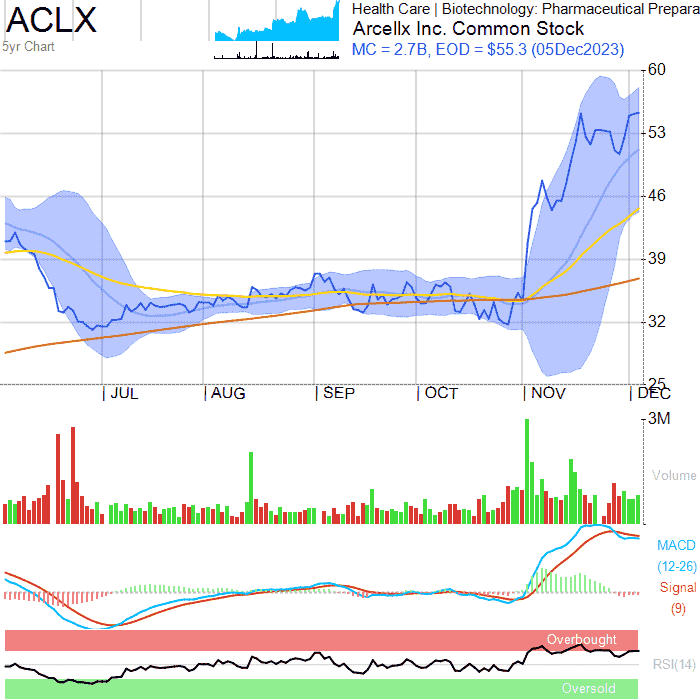 ACLX
5yr Chart
Health Care | Biotechnology: Pharmaceutical Prepara
Arcellx Inc. Common Stock
MC = 2.7B, EOD = $55.3 (05Dec2023)
60
53
46
39
32
25
JUL
AUG
SEP
OCT
NOV
DEC
3M
Volume
MACD
(12-26)
Signal
(9)
Overbought
RSI(14)
Oversold